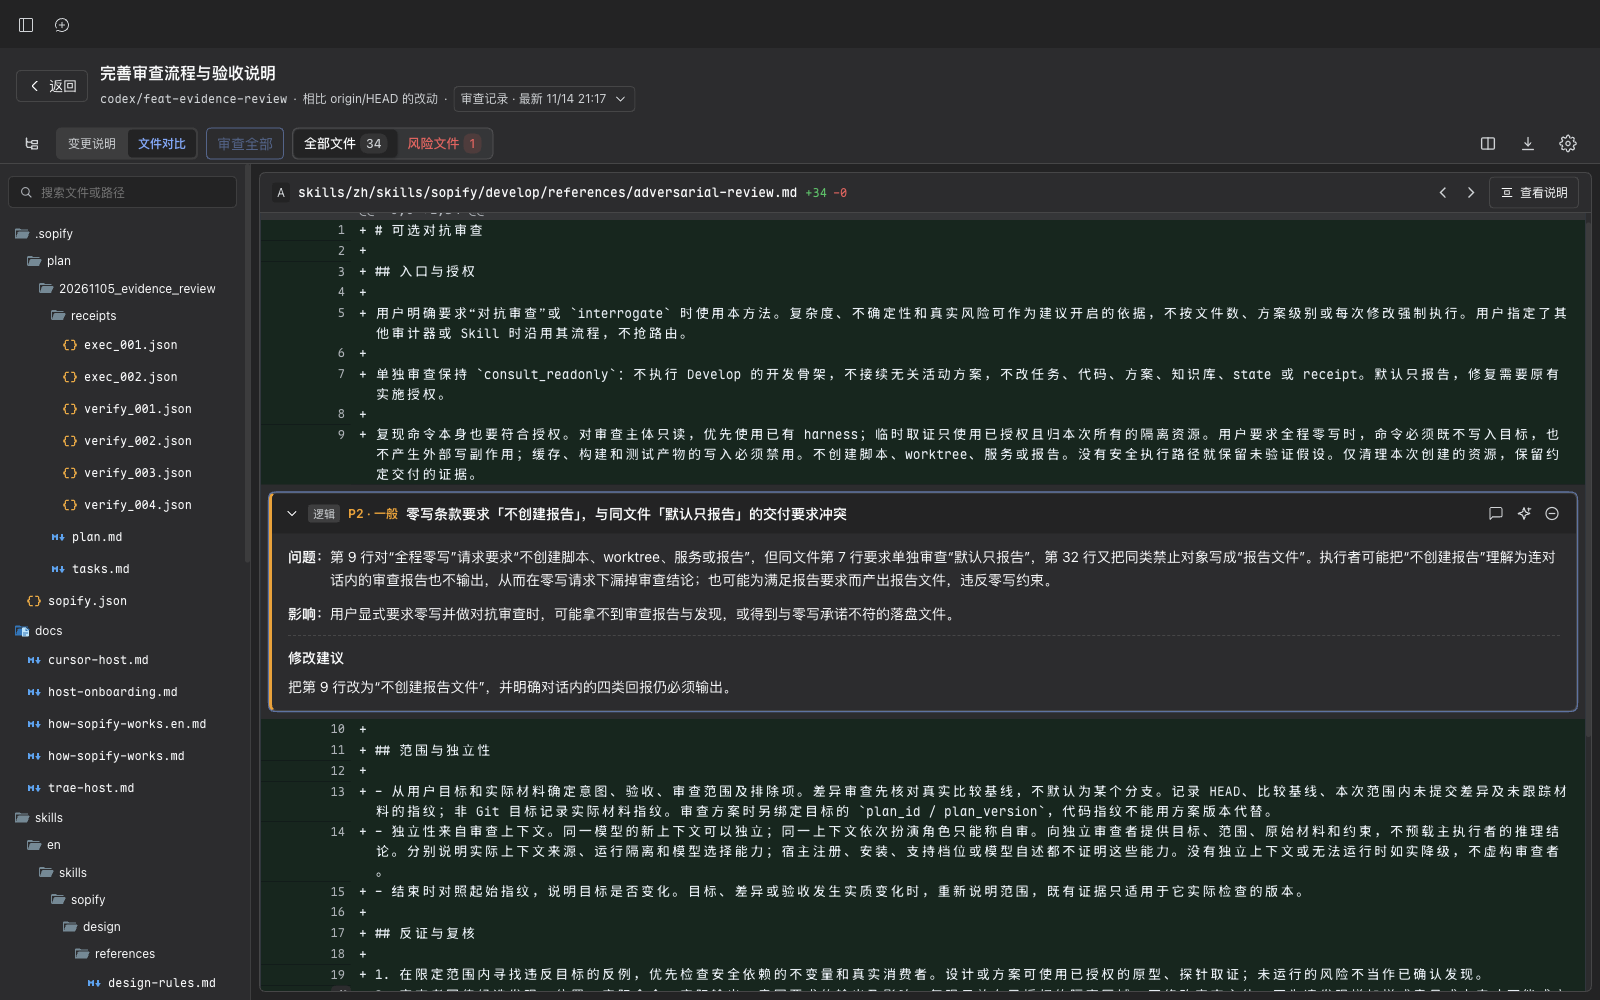 返回
完善审查流程与验收说明
codex/feat-evidence-review · 相比 origin/HEAD 的改动 · 审查记录 · 最新 11/14 21:17
变更说明 文件对比 审查全部 全部文件 34 风险文件 1
搜索文件或路径
.sopify
plan
20261105_evidence_review
receipts
{} exec_001.json
{} exec_002.json
{} verify_001.json
{} verify_002.json
{} verify_003.json
{} verify_004.json
M↓ plan.md
M↓ tasks.md
{} sopify.json
docs
M↓ cursor-host.md
M↓ host-onboarding.md
M↓ how-sopify-works.en.md
M↓ how-sopify-works.md
M↓ trae-host.md
skills
en
skills
sopify
design
references
M↓ design-rules.md
A skills/zh/skills/sopify/develop/references/adversarial-review.md +34 -0
查看说明
1 + # 可选对抗审查
2 +
3 + ## 入口与授权
4 +
5 + 用户明确要求“对抗审查”或 `interrogate` 时使用本方法。复杂度、不确定性和真实风险可作为建议开启的依据，不按文件数、方案级别或每次修改强制执行。用户指定了其
他审计器或 Skill 时沿用其流程，不抢路由。
6 +
7 + 单独审查保持 `consult_readonly`：不执行 Develop 的开发骨架，不接续无关活动方案，不改任务、代码、方案、知识库、state 或 receipt。默认只报告，修复需要原有
实施授权。
8 +
9 + 复现命令本身也要符合授权。对审查主体只读，优先使用已有 harness；临时取证只使用已授权且归本次所有的隔离资源。用户要求全程零写时，命令必须既不写入目标，也
不产生外部写副作用；缓存、构建和测试产物的写入必须禁用。不创建脚本、worktree、服务或报告。没有安全执行路径就保留未验证假设。仅清理本次创建的资源，保留约
定交付的证据。
逻辑 P2 · 一般 零写条款要求「不创建报告」，与同文件「默认只报告」的交付要求冲突
问题： 第 9 行对“全程零写”请求要求“不创建脚本、worktree、服务或报告”，但同文件第 7 行要求单独审查“默认只报告”，第 32 行又把同类禁止对象写成“报告文件”。执行者可能把“不创建报告”理解为连对
话内的审查报告也不输出，从而在零写请求下漏掉审查结论；也可能为满足报告要求而产出报告文件，违反零写约束。
影响： 用户显式要求零写并做对抗审查时，可能拿不到审查报告与发现，或得到与零写承诺不符的落盘文件。
修改建议
把第 9 行改为“不创建报告文件”，并明确对话内的四类回报仍必须输出。
10 +
11 + ## 范围与独立性
12 +
13 + - 从用户目标和实际材料确定意图、验收、审查范围及排除项。差异审查先核对真实比较基线，不默认为某个分支。记录 HEAD、比较基线、本次范围内未提交差异及未跟踪材
料的指纹；非 Git 目标记录实际材料指纹。审查方案时另绑定目标的 `plan_id / plan_version`，代码指纹不能用方案版本代替。
14 + - 独立性来自审查上下文。同一模型的新上下文可以独立；同一上下文依次扮演角色只能称自审。向独立审查者提供目标、范围、原始材料和约束，不预载主执行者的推理结
论。分别说明实际上下文来源、运行隔离和模型选择能力；宿主注册、安装、支持档位或模型自述都不证明这些能力。没有独立上下文或无法运行时如实降级，不虚构审查者
。
15 + - 结束时对照起始指纹，说明目标是否变化。目标、差异或验收发生实质变化时，重新说明范围，既有证据只适用于它实际检查的版本。
16 +
17 + ## 反证与复核
18 +
19 + 1. 在限定范围内寻找违反目标的反例，优先检查安全依赖的不变量和真实消费者。设计或方案可使用已授权的原型、探针取证；未运行的风险不当作已确认发现。